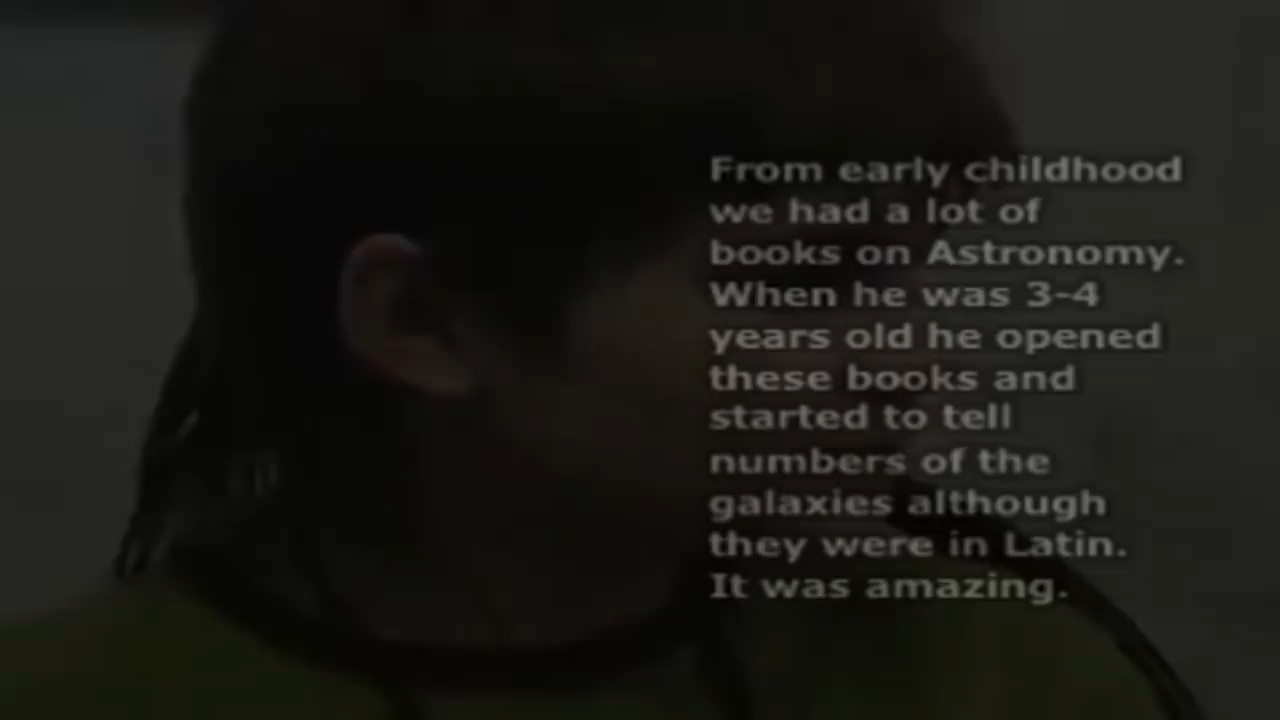 From early childhood
we had a lot of
books on Astronomy.
When he was 3-4
years old he opened
these books and
started to tell
numbers of the
galaxies although
they were in Latin.
It was amazing.